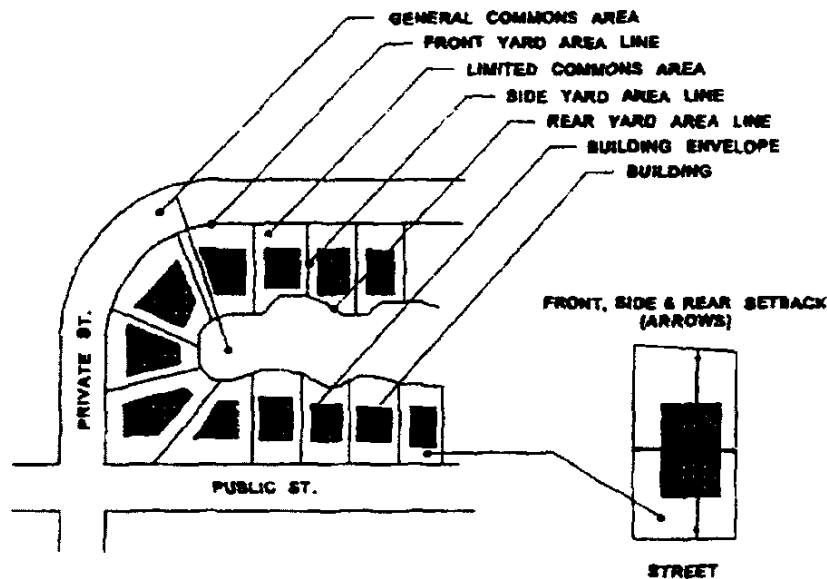 GENERAL COMMONS AREA
FRONT YARD AREA LINE
LIMITED COMMONS AREA
SIDE YARD AREA LINE
REAR YARD AREA LINE
BUILDING ENVELOPE
BUILDING
FRONT, SIDE & REAR SETBACK
(ARROWS)
PRIVATE ST.
PUBLIC ST.
STREET